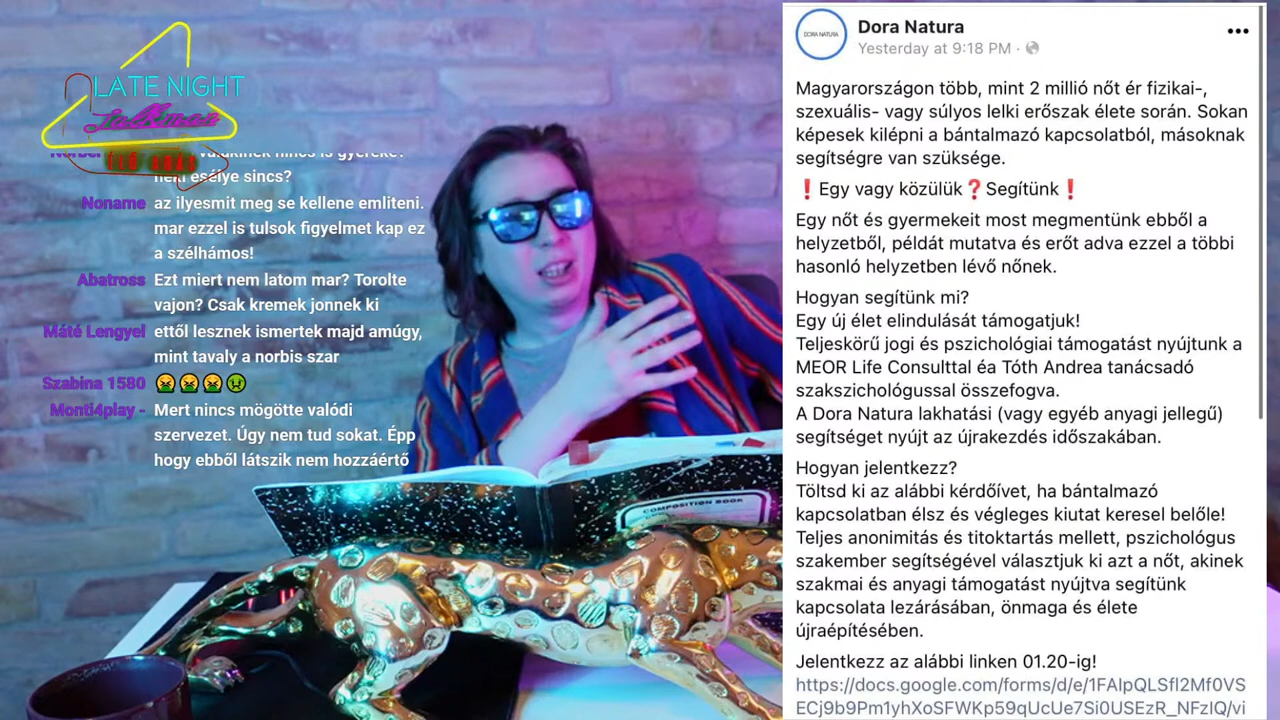 LATE NIGHT
Talkman
ÉLŐ ADÁS
valakinek nincs is gyereke?
neki esélye sincs?
Noname az ilyesmit meg se kellene emliteni.
mar ezzel is tulsok figyelmet kap ez
a szélhámos!
Abatross Ezt miert nem latom mar? Torolte
vajon? Csak kremek jonnek ki
Máté Lengyel ettől lesznek ismertek majd amúgy,
mint tavaly a norbis szar
Szabina 1580 🤮🤮🤮🤢
Monti4play - Mert nincs mögötte valódi
szervezet. Úgy nem tud sokat. Épp
hogy ebből látszik nem hozzáértő
COMPOSITION BOOK
DORA NATURA
Dora Natura
Yesterday at 9:18 PM ·
Magyarországon több, mint 2 millió nőt ér fizikai-,
szexuális- vagy súlyos lelki erőszak élete során. Sokan
képesek kilépni a bántalmazó kapcsolatból, másoknak
segítségre van szüksége.
❗Egy vagy közülük❓Segítünk❗
Egy nőt és gyermekeit most megmentünk ebből a
helyzetből, példát mutatva és erőt adva ezzel a többi
hasonló helyzetben lévő nőnek.
Hogyan segítünk mi?
Egy új élet elindulását támogatjuk!
Teljeskörű jogi és pszichológiai támogatást nyújtunk a
MEOR Life Consulttal éa Tóth Andrea tanácsadó
szakszichológussal összefogva.
A Dora Natura lakhatási (vagy egyéb anyagi jellegű)
segítséget nyújt az újrakezdés időszakában.
Hogyan jelentkezz?
Töltsd ki az alábbi kérdőívet, ha bántalmazó
kapcsolatban élsz és végleges kiutat keresel belőle!
Teljes anonimitás és titoktartás mellett, pszichológus
szakember segítségével választjuk ki azt a nőt, akinek
szakmai és anyagi támogatást nyújtva segítünk
kapcsolata lezárásában, önmaga és élete
újraépítésében.
Jelentkezz az alábbi linken 01.20-ig!
https://docs.google.com/forms/d/e/1FAIpQLSfl2Mf0VS
ECj9b9Pm1yhXoSFWKp59qUcUe7Si0USEzR_NFzIQ/vi